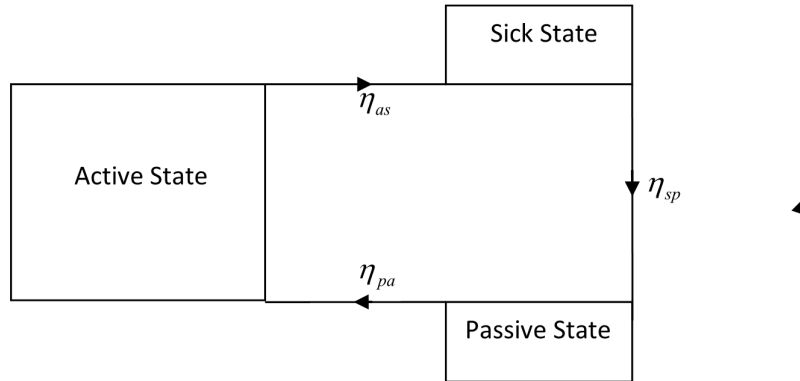 Sick State
η_as
Active State
η_sp
η_pa
Passive State